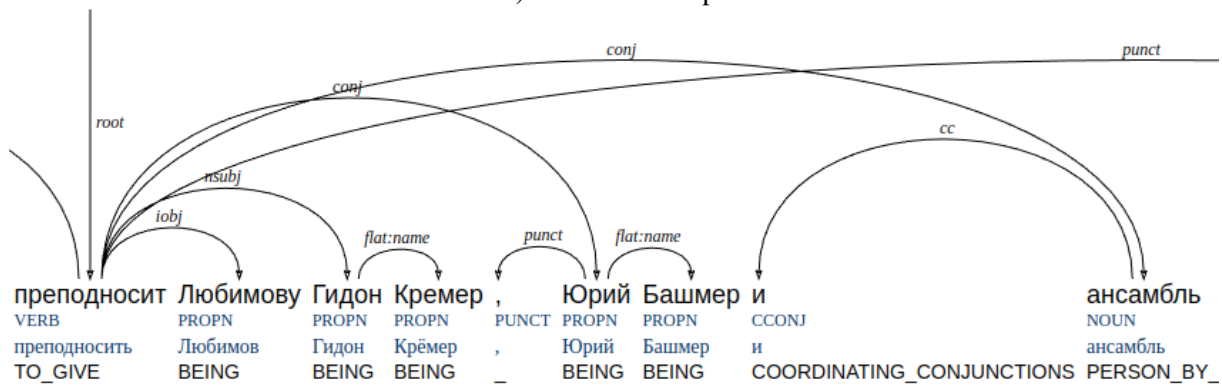 conj
punct
conj
root
cc
nsubj
iobj
flat:name
punct
flat:name
преподносит Любимову Гидон Кремер , Юрий Башмер и ансамбль
VERB PROPN PROPN PROPN PUNCT PROPN PROPN CCONJ NOUN
преподносить Любимов Гидон Крёмер , Юрий Башмер и ансамбль
TO_GIVE BEING BEING BEING _ BEING BEING COORDINATING_CONJUNCTIONS PERSON_BY_